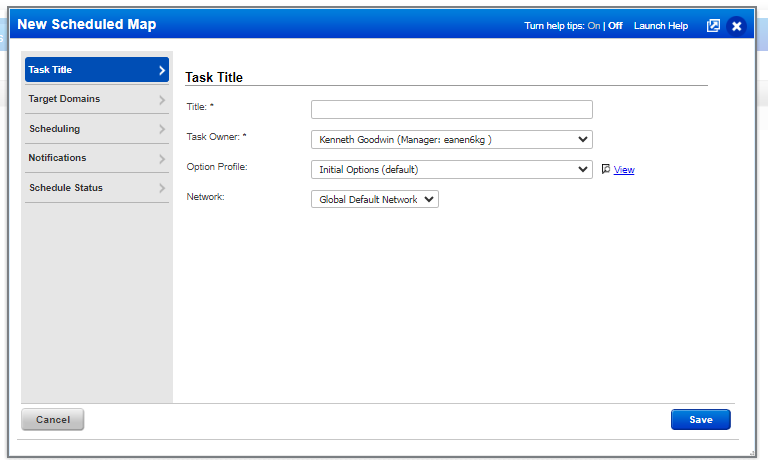 New Scheduled Map
Turn help tips: On | Off Launch Help
Task Title
Target Domains
Scheduling
Notifications
Schedule Status
Task Title
Title: *
Task Owner: * Kenneth Goodwin (Manager: eanen6kg )
Option Profile: Initial Options (default) View
Network: Global Default Network
Cancel Save